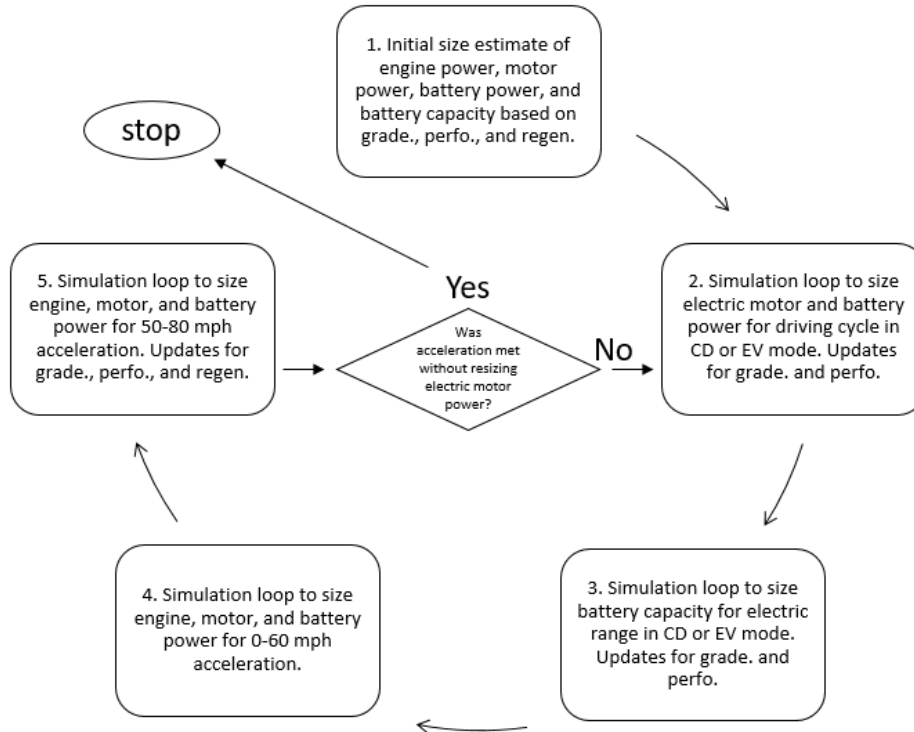 1. Initial size estimate of
engine power, motor
power, battery power, and
battery capacity based on
grade., perfo., and regen.
stop
5. Simulation loop to size
engine, motor, and battery
power for 50-80 mph
acceleration. Updates for
grade., perfo., and regen.
Yes
Was
acceleration met
without resizing
electric motor
power?
No
2. Simulation loop to size
electric motor and battery
power for driving cycle in
CD or EV mode. Updates
for grade. and perfo.
4. Simulation loop to size
engine, motor, and battery
power for 0-60 mph
acceleration.
3. Simulation loop to size
battery capacity for electric
range in CD or EV mode.
Updates for grade. and
perfo.